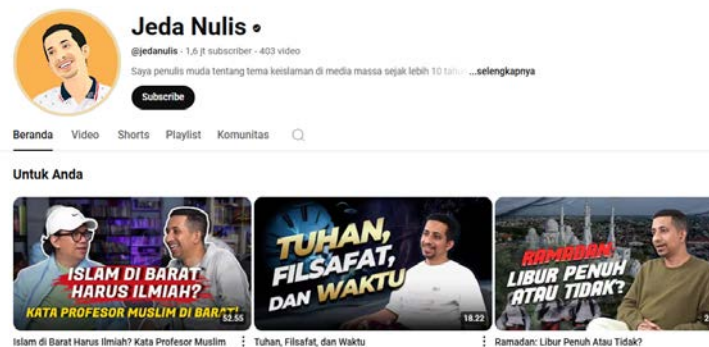 Jeda Nulis
@jedanulis - 1,6 jt subscriber - 403 video
Saya penulis muda tentang tema keislaman di media massa sejak lebih 10 ...selengkapnya
Subscribe
Beranda Video Shorts Playlist Komunitas
Untuk Anda
ISLAM DI BARAT
HARUS ILMIAH?
KATA PROFESOR MUSLIM DI BARAT!
52.55
TUHAN,
FILSAFAT,
DAN WAKTU
18.22
RAMADAN:
LIBUR PENUH
ATAU TIDAK?
Islam di Barat Harus Ilmiah? Kata Profesor Muslim
Tuhan, Filsafat, dan Waktu
Ramadan: Libur Penuh Atau Tidak?